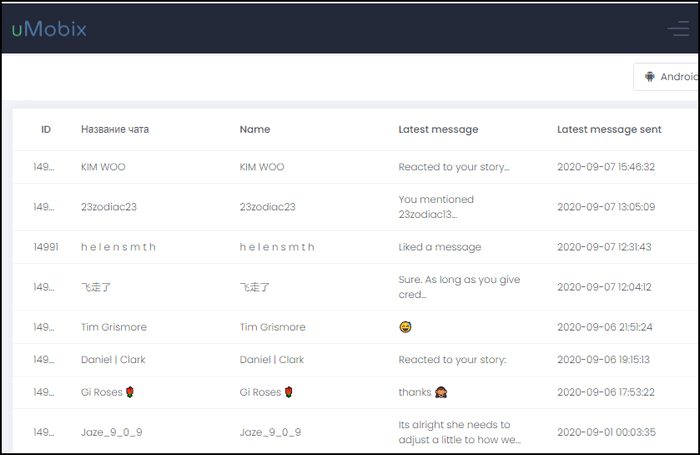 uMobix
Android
ID Название чата Name Latest message Latest message sent
149... KIM WOO KIM WOO Reacted to your story... 2020-09-07 15:46:32
149... 23zodiac23 23zodiac23 You mentioned 2020-09-07 13:05:09
23zodiac13...
14991 h e l e n s m t h h e l e n s m t h Liked a message 2020-09-07 12:31:43
149... 飞走了 飞走了 Sure. As long as you give 2020-09-07 12:04:12
cred...
149... Tim Grismore Tim Grismore 😅 2020-09-06 21:51:24
149... Daniel | Clark Daniel | Clark Reacted to your story: 2020-09-06 19:15:13
149... Gi Roses🌹 Gi Roses🌹 thanks 🙊 2020-09-06 17:53:22
149... Jaze_9_0_9 Jaze_9_0_9 Its alright she needs to 2020-09-01 00:03:35
adjust a little to how we...